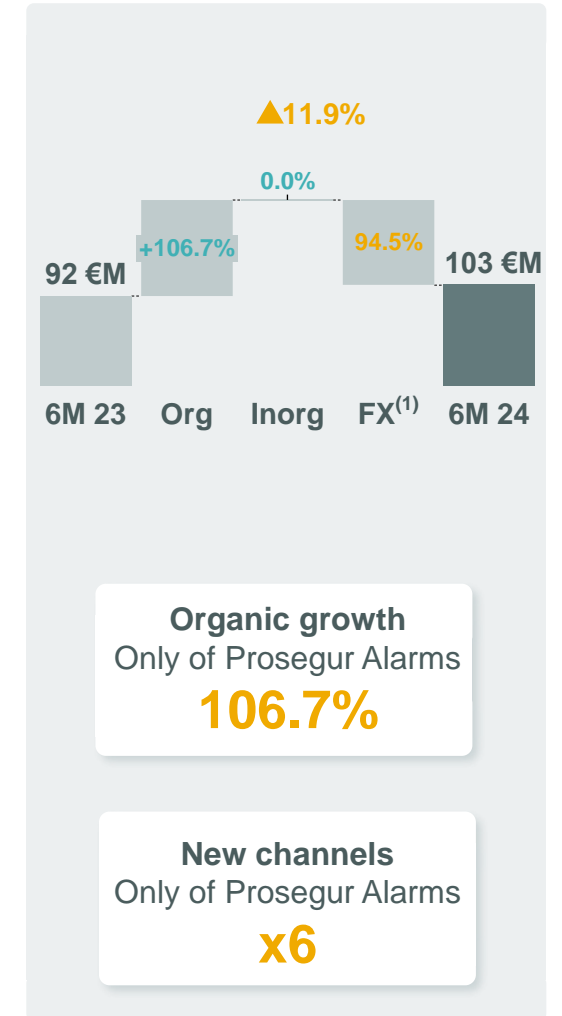 ▲11.9%
0.0%
+106.7%
94.5%
92 €M
103 €M
6M 23 Org Inorg FX(1) 6M 24
Organic growth
Only of Prosegur Alarms
106.7%
New channels
Only of Prosegur Alarms
x6